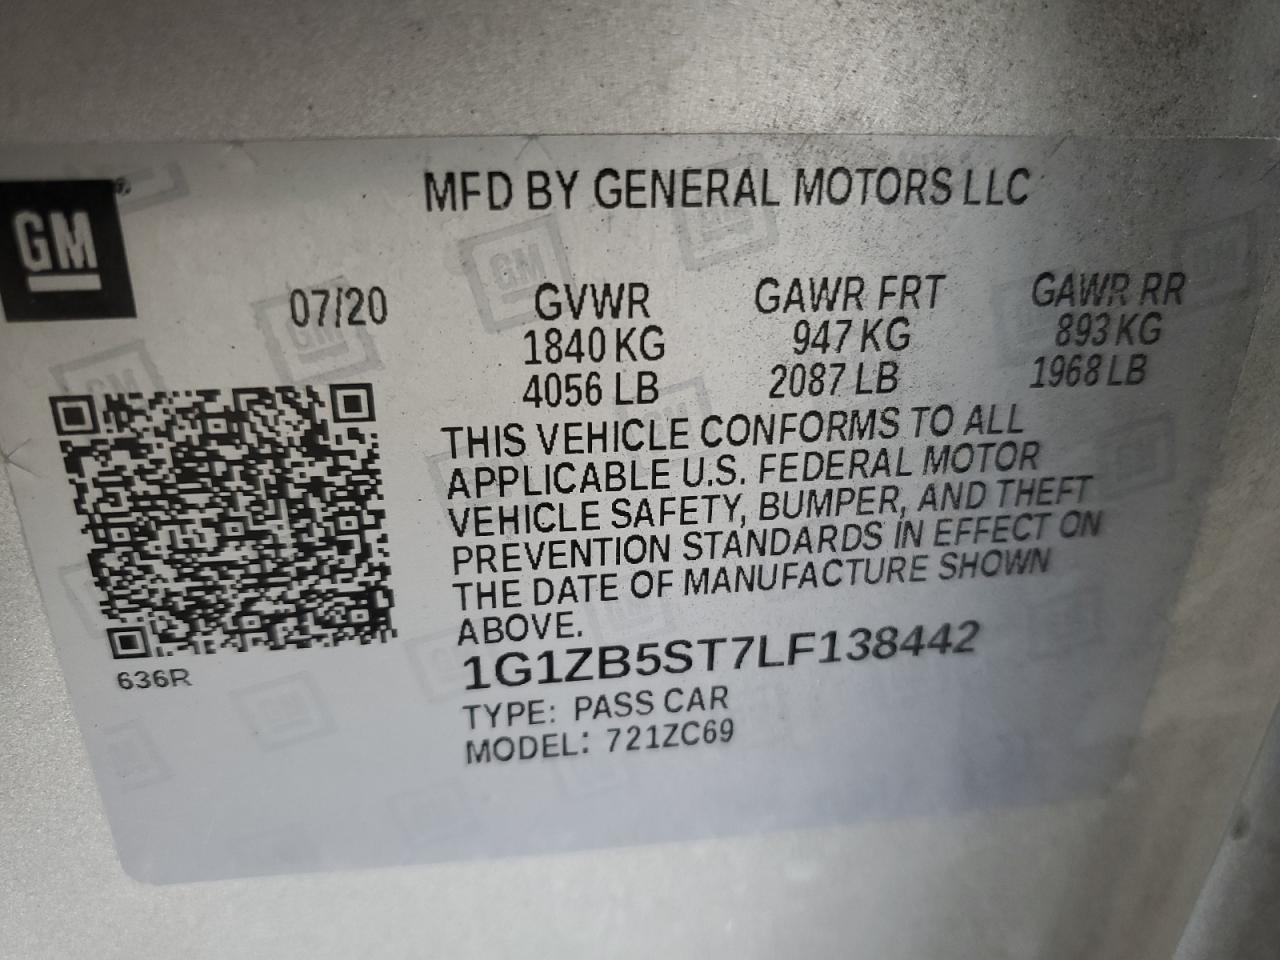 GM
MFD BY GENERAL MOTORS LLC
07/20
GVWR
GAWR FRT
GAWR RR
1840 KG
947 KG
893 KG
4056 LB
2087 LB
1968 LB
THIS VEHICLE CONFORMS TO ALL
APPLICABLE U.S. FEDERAL MOTOR
VEHICLE SAFETY, BUMPER, AND THEFT
PREVENTION STANDARDS IN EFFECT ON
THE DATE OF MANUFACTURE SHOWN
ABOVE.
1G1ZB5ST7LF138442
TYPE: PASS CAR
MODEL: 721ZC69
636R